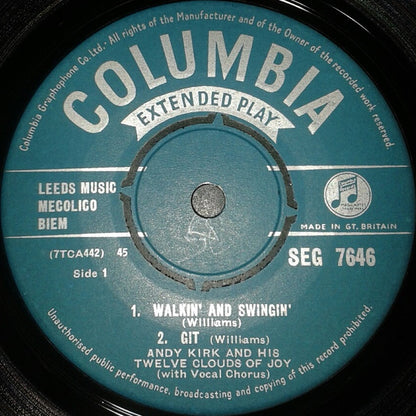 Columbia Graphophone Co. Ltd.- All rights of the Manufacturer and of the Owner of the recorded work reserved.
COLUMBIA
EXTENDED PLAY
LEEDS MUSIC
MECOLICO
BIEM
MADE IN GT. BRITAIN
(7TCA442) 45
Side 1
SEG 7646
1. WALKIN' AND SWINGIN'
(Williams)
2. GIT (Williams)
ANDY KIRK AND HIS
TWELVE CLOUDS OF JOY
(with Vocal Chorus)
Unauthorised public performance, broadcasting and copying of this record prohibited.